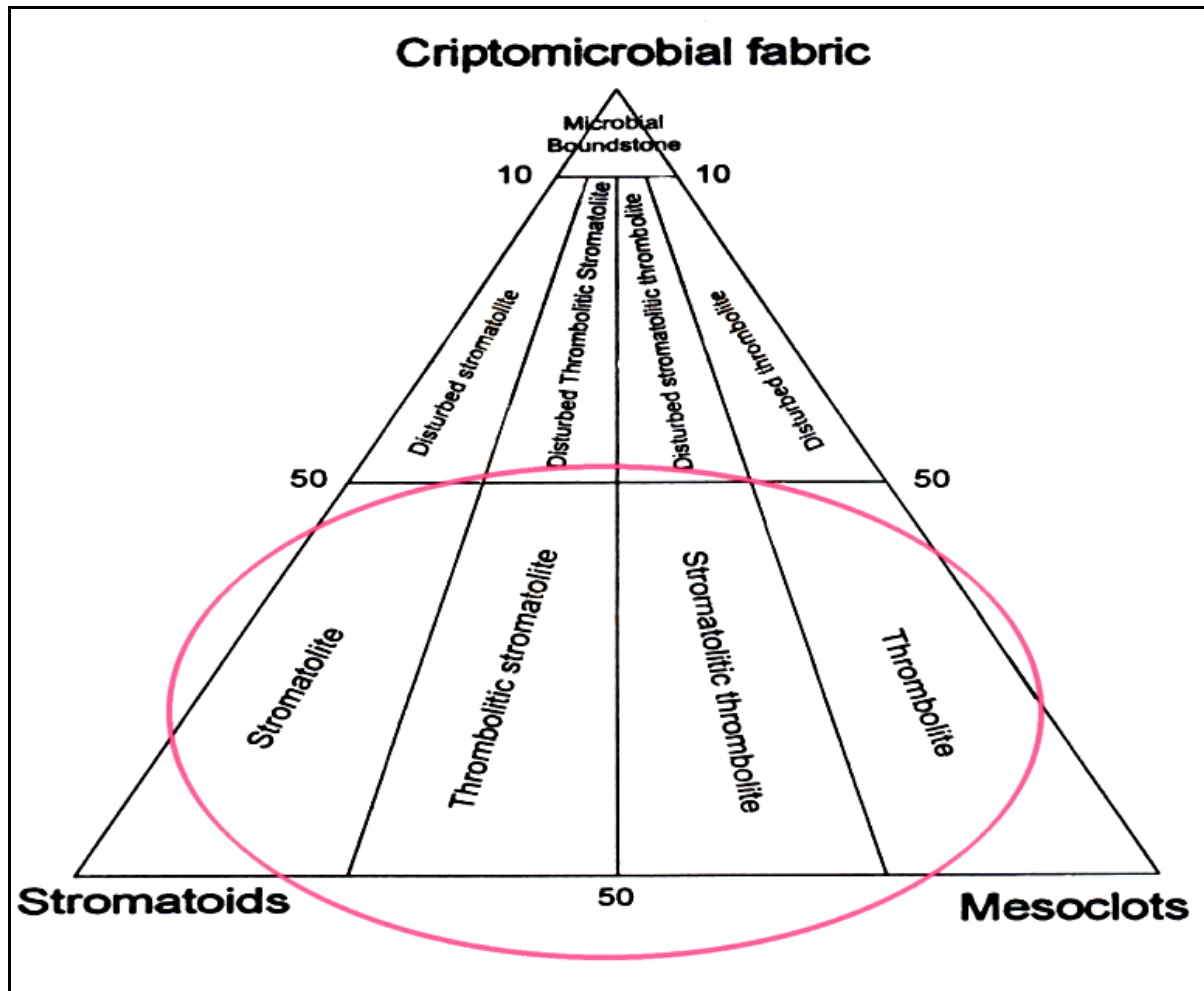 Criptomicrobial fabric
Microbial
Boundstone
10
10
Disturbed stromatolite
Disturbed Thrombolitic Stromatolite
Disturbed stromatolitic thrombolite
Disturbed thrombolite
50
50
Stromatolite
Thrombolitic stromatolite
Stromatolitic thrombolite
Thrombolite
Stromatoids
50
Mesoclots